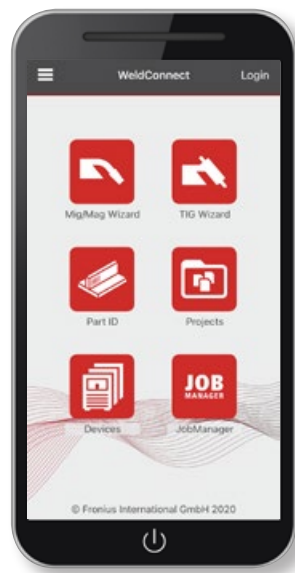 WeldConnect Login
Mig/Mag Wizard TIG Wizard
Part ID Projects
JOB
MANAGER
Devices JobManager
© Fronius International GmbH 2020